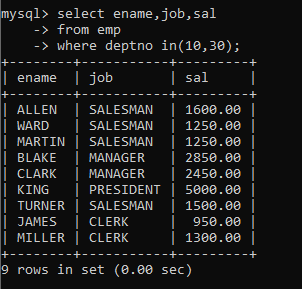 mysql> select ename,job,sal
    -> from emp
    -> where deptno in(10,30);
+--------+-----------+---------+
| ename  | job       | sal     |
+--------+-----------+---------+
| ALLEN  | SALESMAN  | 1600.00 |
| WARD   | SALESMAN  | 1250.00 |
| MARTIN | SALESMAN  | 1250.00 |
| BLAKE  | MANAGER   | 2850.00 |
| CLARK  | MANAGER   | 2450.00 |
| KING   | PRESIDENT | 5000.00 |
| TURNER | SALESMAN  | 1500.00 |
| JAMES  | CLERK     |  950.00 |
| MILLER | CLERK     | 1300.00 |
+--------+-----------+---------+
9 rows in set (0.00 sec)